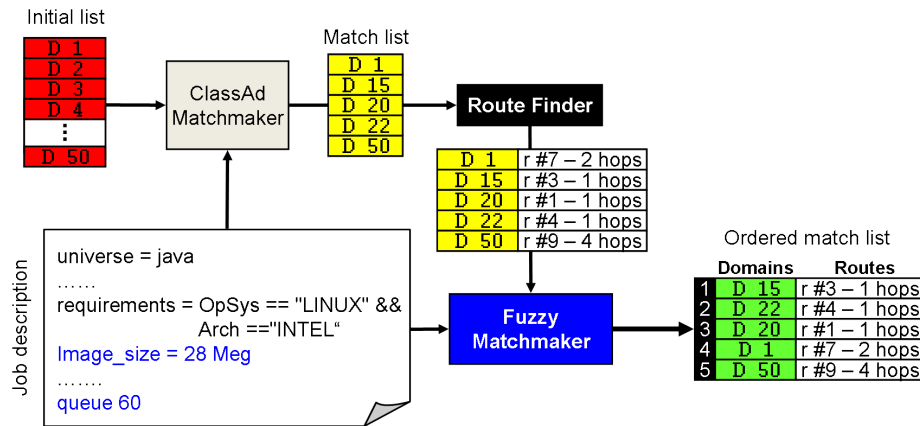 Initial list
D 1
D 2
D 3
D 4
⋮
D 50
ClassAd
Matchmaker
Match list
D 1
D 15
D 20
D 22
D 50
Route Finder
D 1 r #7 – 2 hops
D 15 r #3 – 1 hops
D 20 r #1 – 1 hops
D 22 r #4 – 1 hops
D 50 r #9 – 4 hops
Job description
universe = java
……
requirements = OpSys == "LINUX" &&
Arch =="INTEL“
Image_size = 28 Meg
…….
queue 60
Fuzzy
Matchmaker
Ordered match list
Domains Routes
1 D 15 r #3 – 1 hops
2 D 22 r #4 – 1 hops
3 D 20 r #1 – 1 hops
4 D 1 r #7 – 2 hops
5 D 50 r #9 – 4 hops